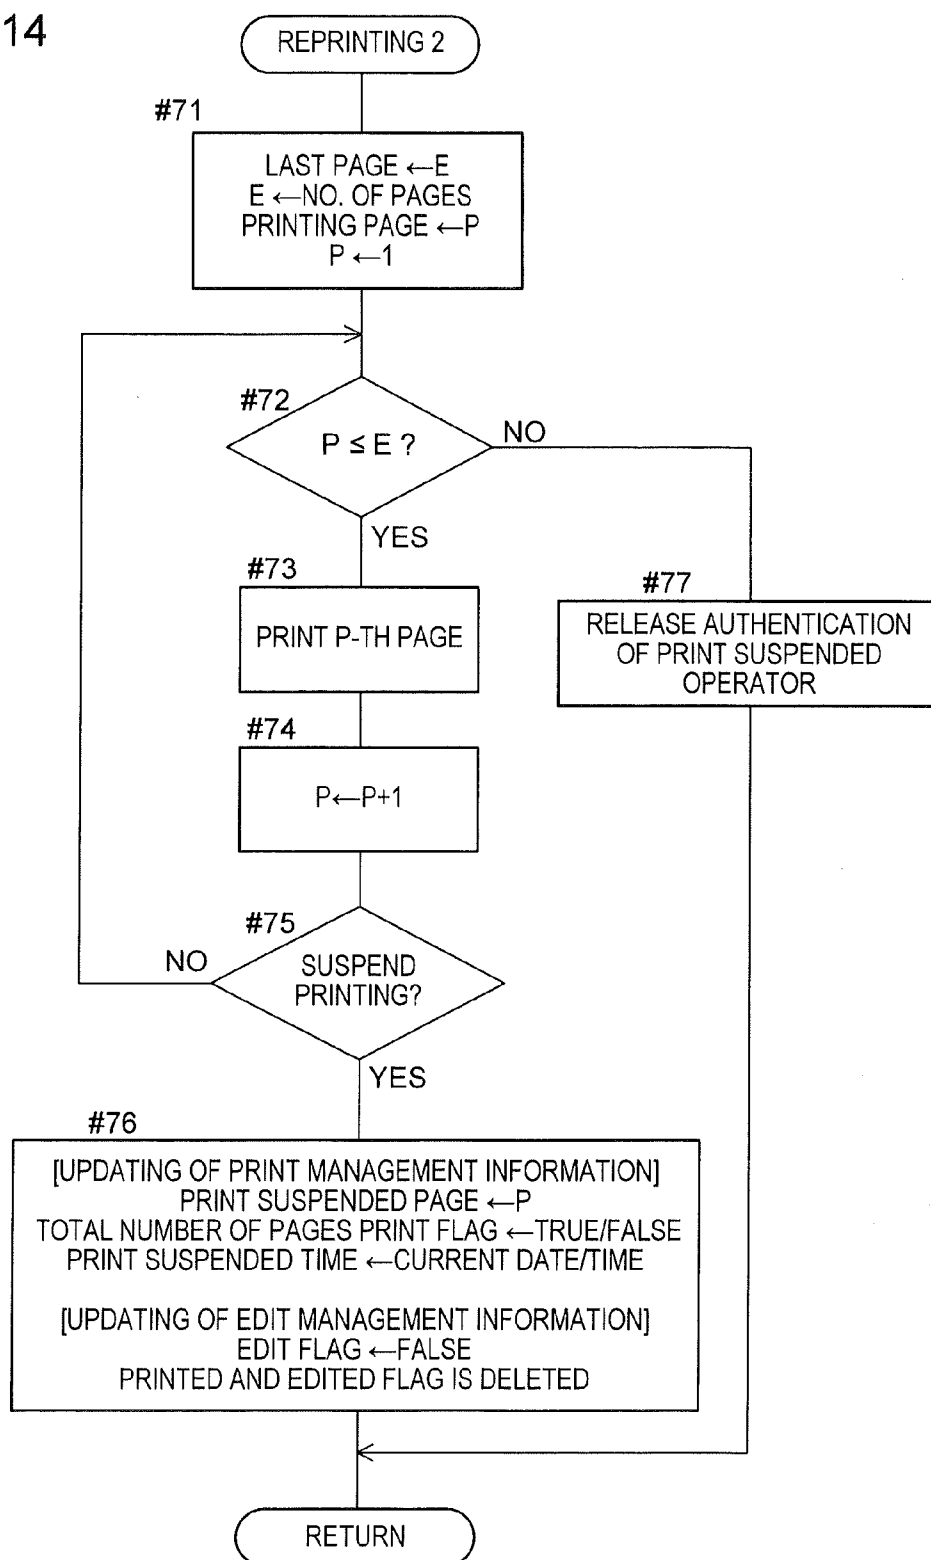 14
REPRINTING 2
#71
LAST PAGE ←E
E ←NO. OF PAGES
PRINTING PAGE ←P
P ←1
#72
P ≤ E ?
NO
YES
#73
PRINT P-TH PAGE
#77
RELEASE AUTHENTICATION
OF PRINT SUSPENDED
OPERATOR
#74
P←P+1
#75
SUSPEND
PRINTING?
NO
YES
#76
[UPDATING OF PRINT MANAGEMENT INFORMATION]
PRINT SUSPENDED PAGE ←P
TOTAL NUMBER OF PAGES PRINT FLAG ←TRUE/FALSE
PRINT SUSPENDED TIME ←CURRENT DATE/TIME
[UPDATING OF EDIT MANAGEMENT INFORMATION]
EDIT FLAG ←FALSE
PRINTED AND EDITED FLAG IS DELETED
RETURN